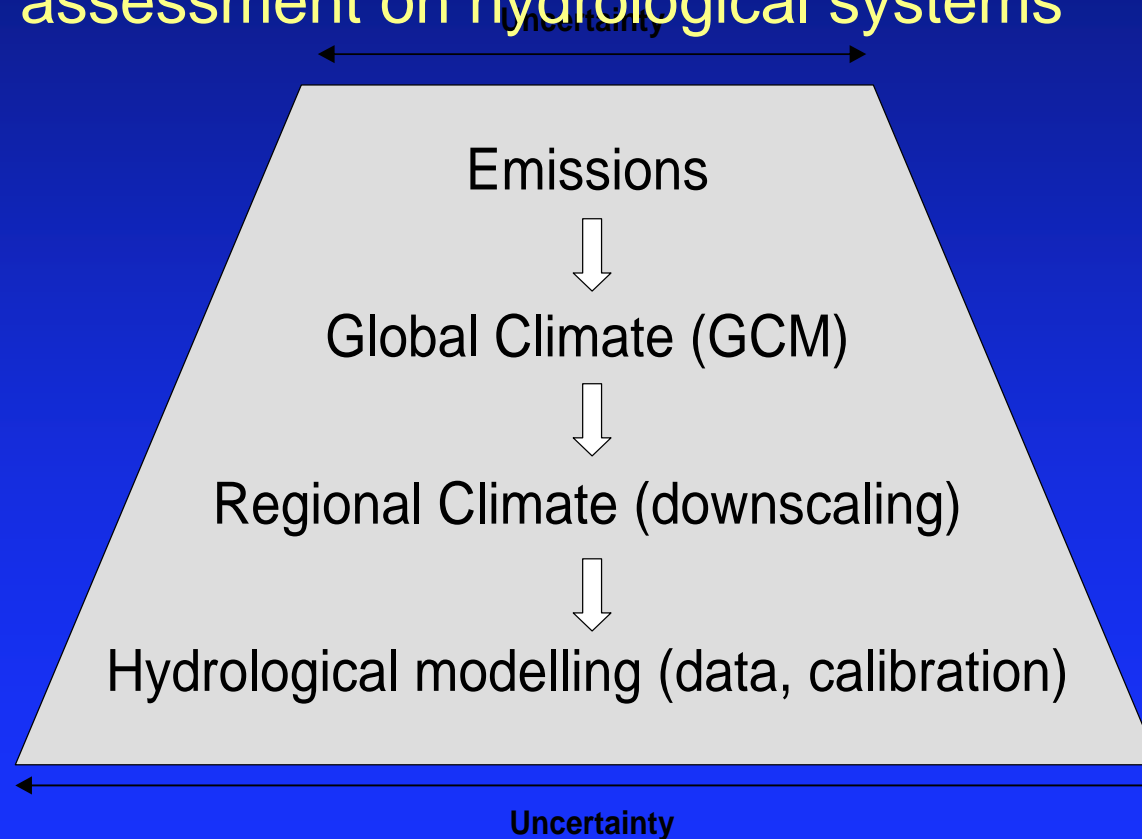 assessment on hydrological systems
Uncertainty
Emissions
Global Climate (GCM)
Regional Climate (downscaling)
Hydrological modelling (data, calibration)
Uncertainty